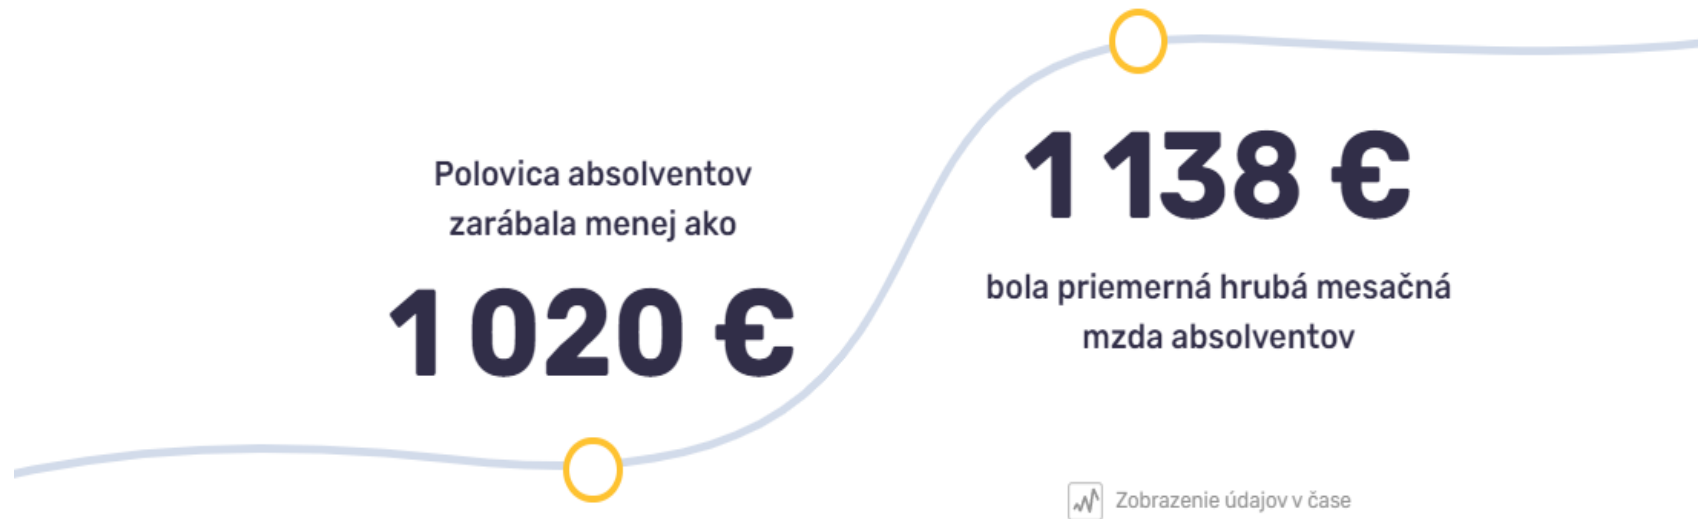 Polovica absolventov
zarábala menej ako
1 020 €
1 138 €
bola priemerná hrubá mesačná
mzda absolventov
Zobrazenie údajov v čase